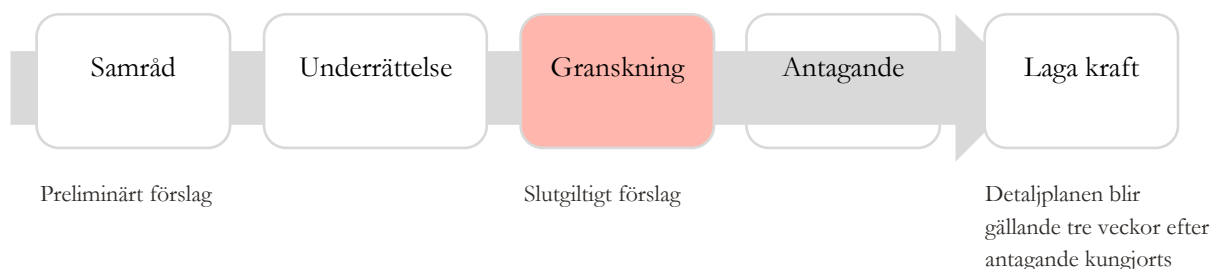 Samråd
Underrättelse
Granskning
Antagande
Laga kraft
Preliminärt förslag
Slutgiltigt förslag
Detaljplanen blir
gällande tre veckor efter
antagande kungjorts